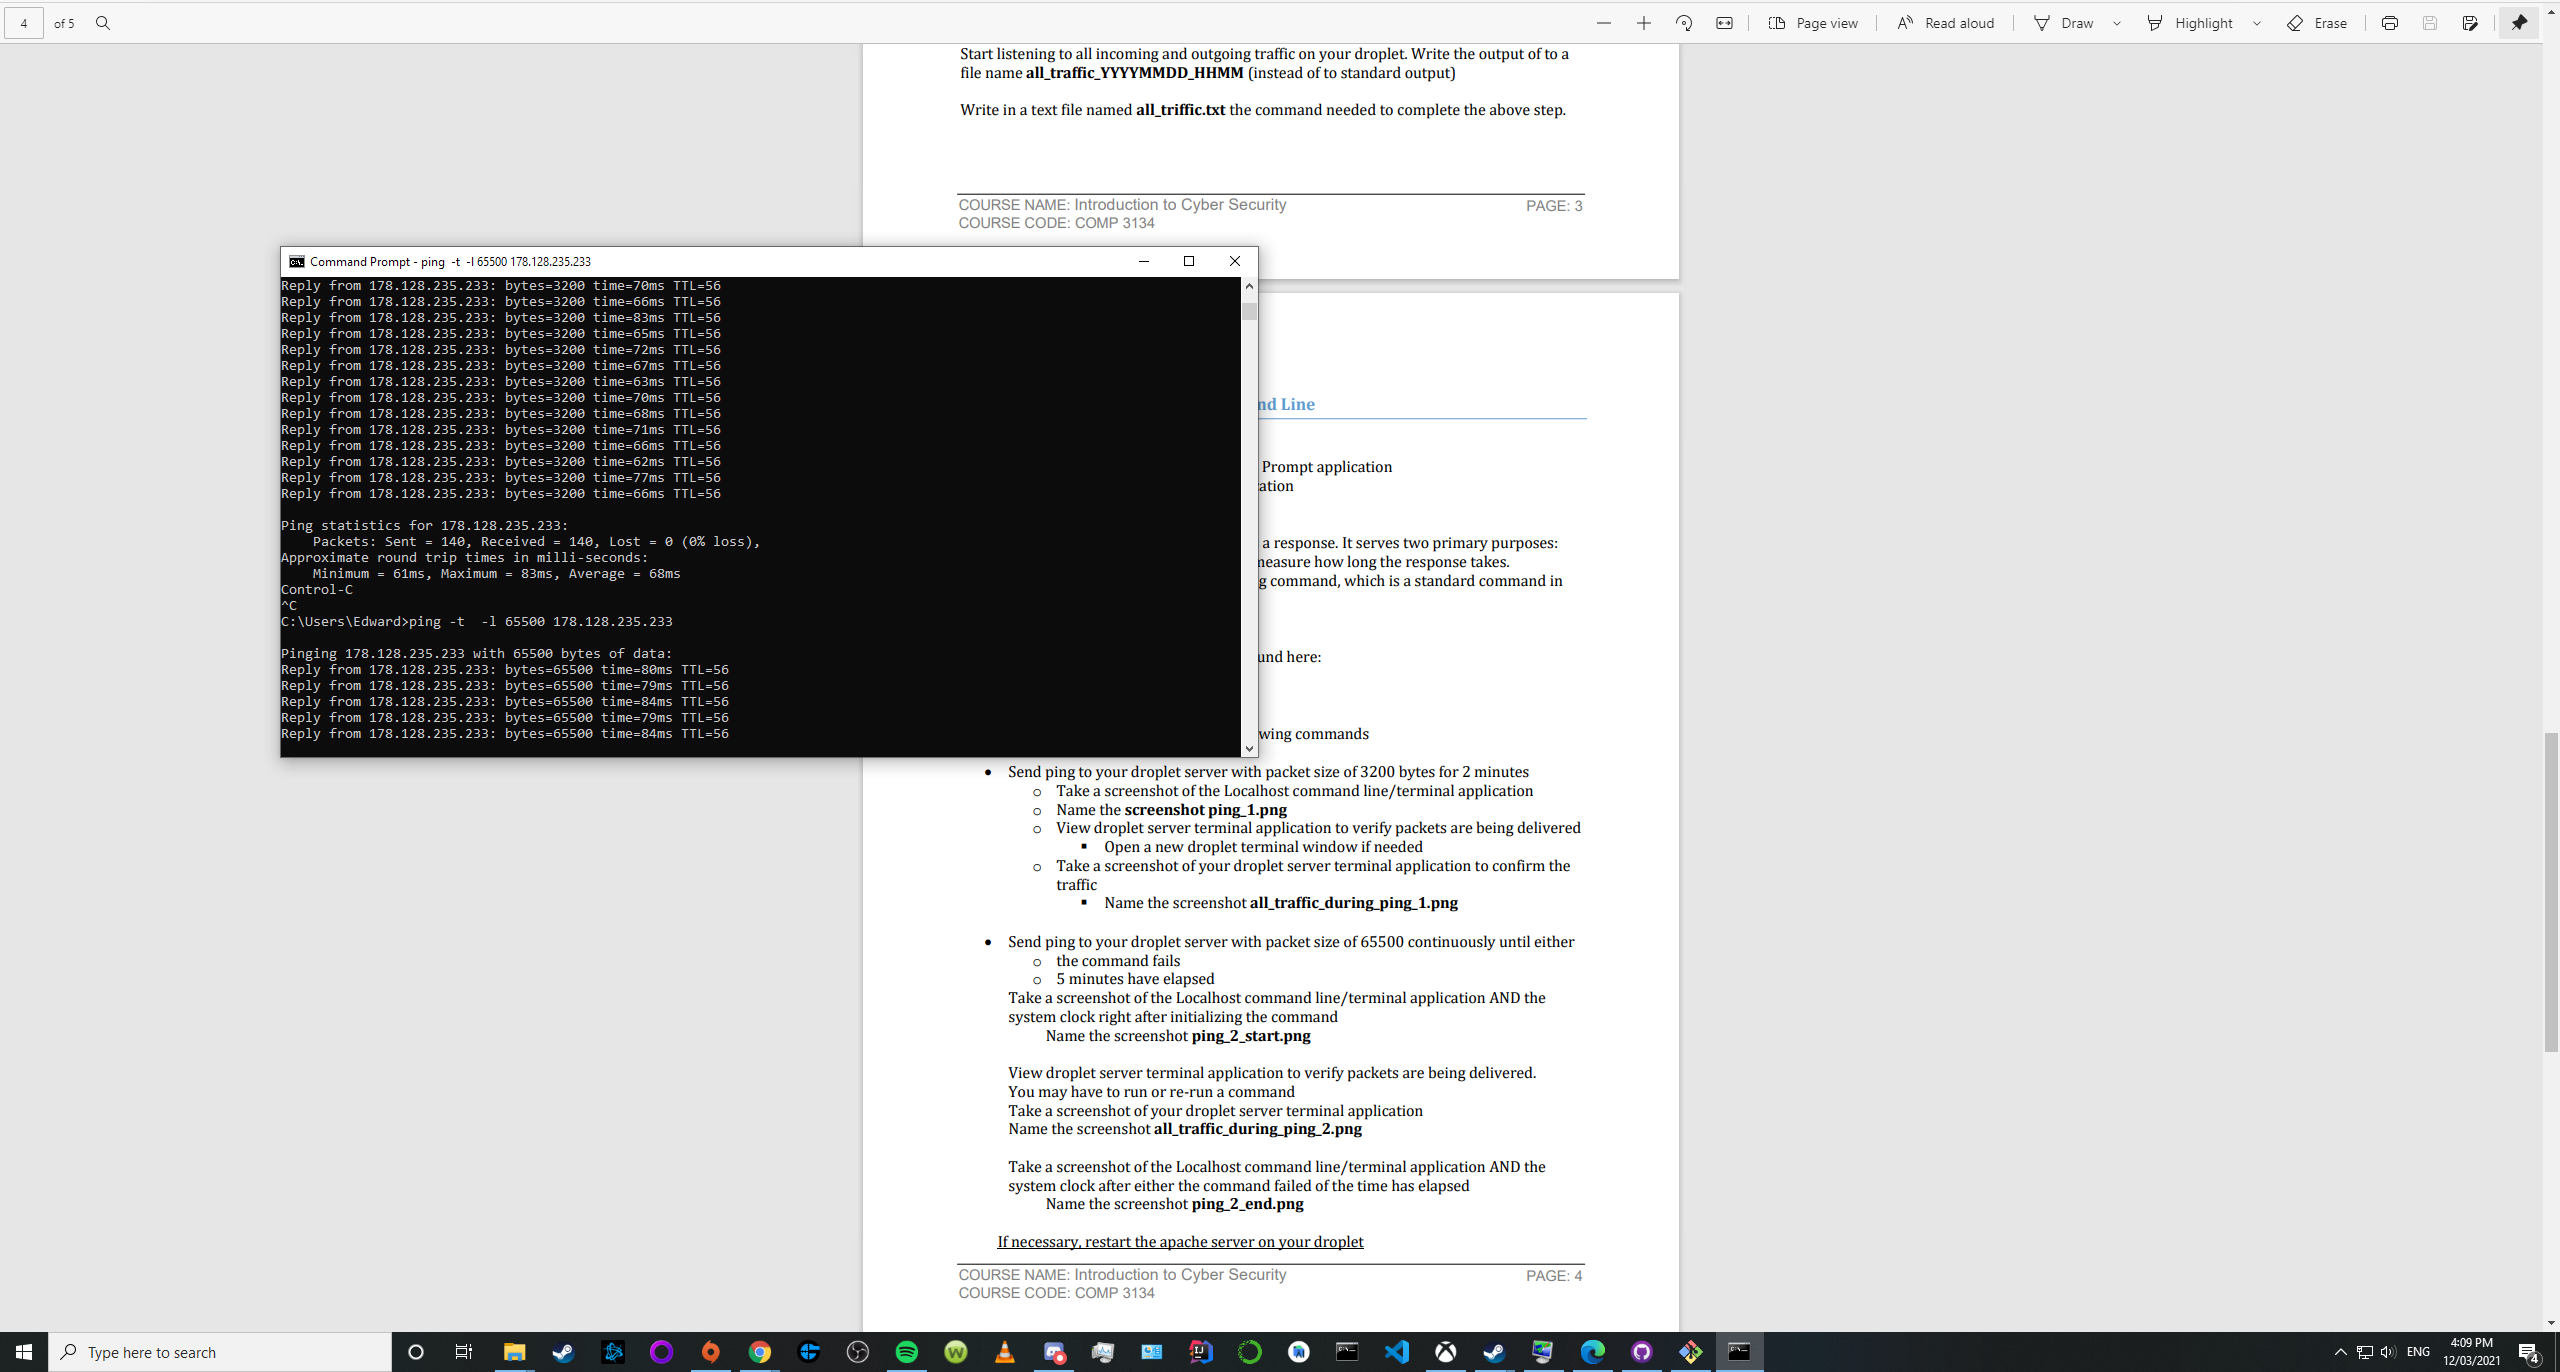 4 of 5
Page view
Read aloud
Draw
Highlight
Erase
Start listening to all incoming and outgoing traffic on your droplet. Write the output of to a
file name all_traffic_YYYYMMDD_HHMM (instead of to standard output)
Write in a text file named all_triffic.txt the command needed to complete the above step.
COURSE NAME: Introduction to Cyber Security PAGE: 3
COURSE CODE: COMP 3134
Command Prompt - ping -t -l 65500 178.128.235.233
Reply from 178.128.235.233: bytes=3200 time=70ms TTL=56
Reply from 178.128.235.233: bytes=3200 time=66ms TTL=56
Reply from 178.128.235.233: bytes=3200 time=83ms TTL=56
Reply from 178.128.235.233: bytes=3200 time=65ms TTL=56
Reply from 178.128.235.233: bytes=3200 time=72ms TTL=56
Reply from 178.128.235.233: bytes=3200 time=67ms TTL=56
Reply from 178.128.235.233: bytes=3200 time=63ms TTL=56
Reply from 178.128.235.233: bytes=3200 time=70ms TTL=56
Reply from 178.128.235.233: bytes=3200 time=68ms TTL=56
Reply from 178.128.235.233: bytes=3200 time=71ms TTL=56
Reply from 178.128.235.233: bytes=3200 time=66ms TTL=56
Reply from 178.128.235.233: bytes=3200 time=62ms TTL=56
Reply from 178.128.235.233: bytes=3200 time=77ms TTL=56
Reply from 178.128.235.233: bytes=3200 time=66ms TTL=56
Ping statistics for 178.128.235.233:
Packets: Sent = 140, Received = 140, Lost = 0 (0% loss),
Approximate round trip times in milli-seconds:
Minimum = 61ms, Maximum = 83ms, Average = 68ms
Control-C
^C
C:\Users\Edward>ping -t  -l 65500 178.128.235.233
Pinging 178.128.235.233 with 65500 bytes of data:
Reply from 178.128.235.233: bytes=65500 time=80ms TTL=56
Reply from 178.128.235.233: bytes=65500 time=79ms TTL=56
Reply from 178.128.235.233: bytes=65500 time=84ms TTL=56
Reply from 178.128.235.233: bytes=65500 time=79ms TTL=56
Reply from 178.128.235.233: bytes=65500 time=84ms TTL=56
nd Line
Prompt application
ation
a response. It serves two primary purposes:
neasure how long the response takes.
g command, which is a standard command in
und here:
wing commands
• Send ping to your droplet server with packet size of 3200 bytes for 2 minutes
o Take a screenshot of the Localhost command line/terminal application
o Name the screenshot ping_1.png
o View droplet server terminal application to verify packets are being delivered
▪ Open a new droplet terminal window if needed
o Take a screenshot of your droplet server terminal application to confirm the
traffic
▪ Name the screenshot all_traffic_during_ping_1.png
• Send ping to your droplet server with packet size of 65500 continuously until either
o the command fails
o 5 minutes have elapsed
Take a screenshot of the Localhost command line/terminal application AND the
system clock right after initializing the command
Name the screenshot ping_2_start.png
View droplet server terminal application to verify packets are being delivered.
You may have to run or re-run a command
Take a screenshot of your droplet server terminal application
Name the screenshot all_traffic_during_ping_2.png
Take a screenshot of the Localhost command line/terminal application AND the
system clock after either the command failed of the time has elapsed
Name the screenshot ping_2_end.png
If necessary, restart the apache server on your droplet
COURSE NAME: Introduction to Cyber Security PAGE: 4
COURSE CODE: COMP 3134
Type here to search
ENG
4:09 PM
12/03/2021
4